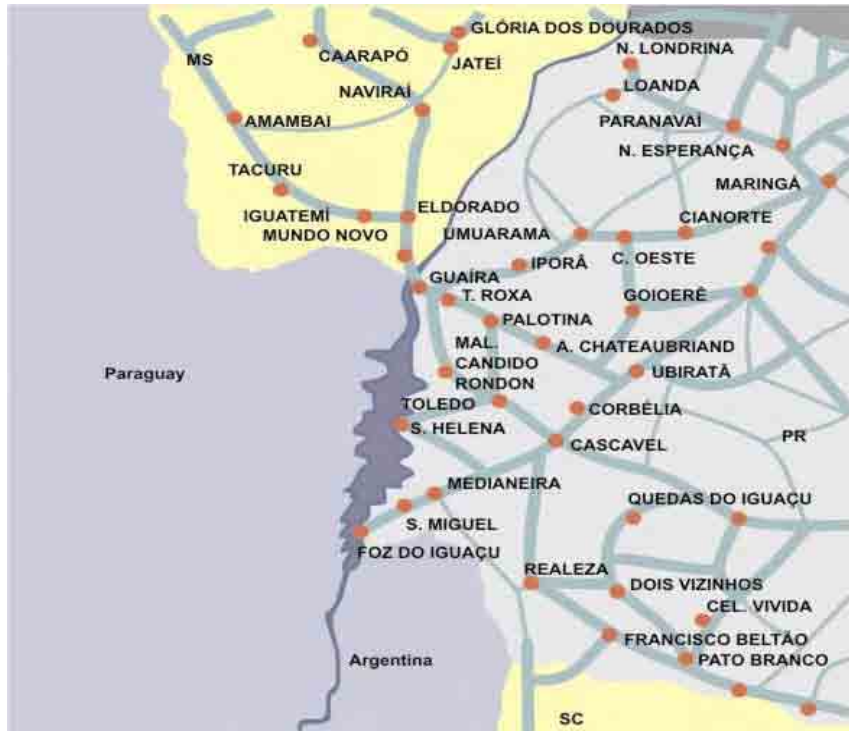 GLÓRIA DOS DOURADOS
N. LONDRINA
MS
CAARAPÓ
JATEÍ
NAVIRAÍ
LOANDA
AMAMBAI
PARANAVAÍ
N. ESPERANÇA
TACURU
MARINGÁ
IGUATEMÍ
ELDORADO
CIANORTE
MUNDO NOVO
UMUARAMA
IPORÃ
C. OESTE
GUAÍRA
T. ROXA
GOIOERÊ
PALOTINA
MAL.
CANDIDO
RONDON
A. CHATEAUBRIAND
UBIRATÃ
Paraguay
TOLEDO
CORBÉLIA
S. HELENA
PR
CASCAVEL
MEDIANEIRA
QUEDAS DO IGUAÇU
S. MIGUEL
FOZ DO IGUAÇU
REALEZA
DOIS VIZINHOS
CEL. VIVIDA
FRANCISCO BELTÃO
Argentina
PATO BRANCO
SC